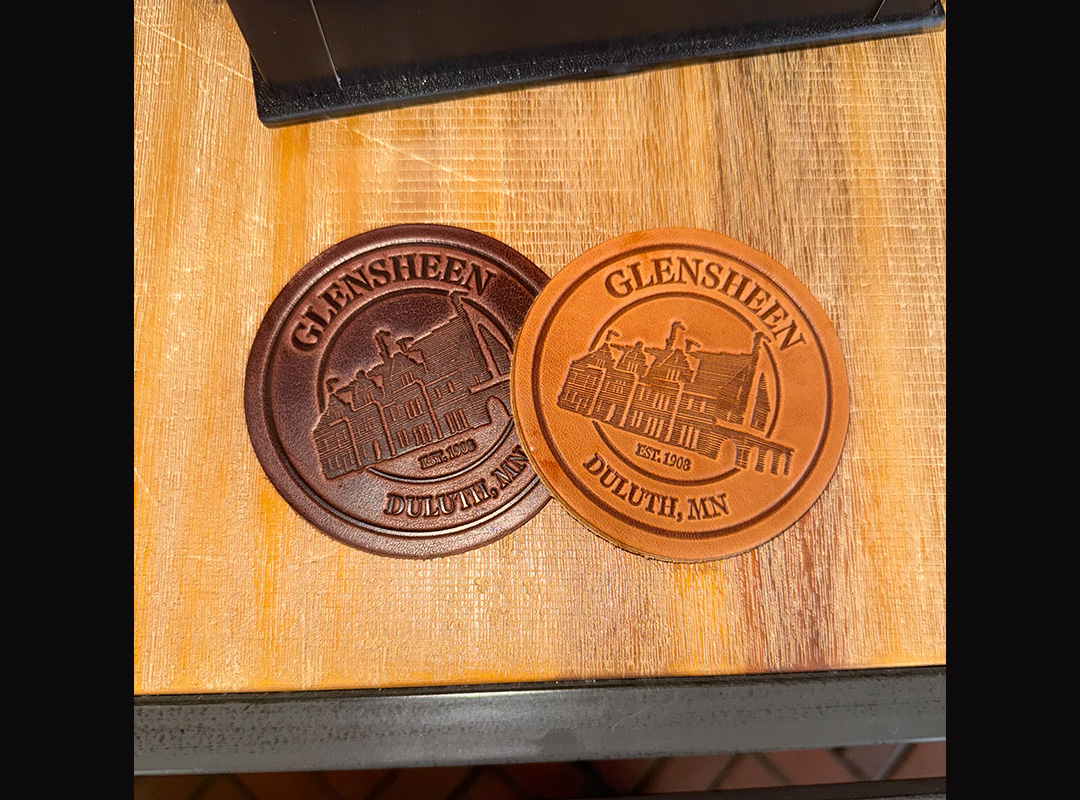 GLENSHEEN
EST. 1908
DULUTH, MN
GLENSHEEN
EST. 1908
DULUTH, MN